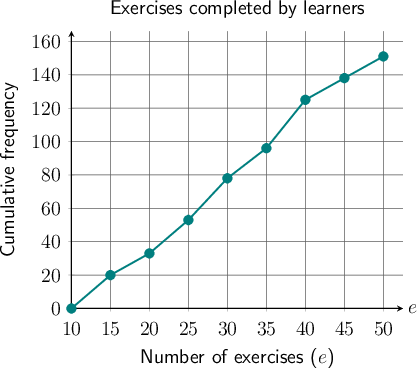 Exercises completed by learners
Cumulative frequency
160
140
120
100
80
60
40
20
0
10 15 20 25 30 35 40 45 50
e
Number of exercises (e)